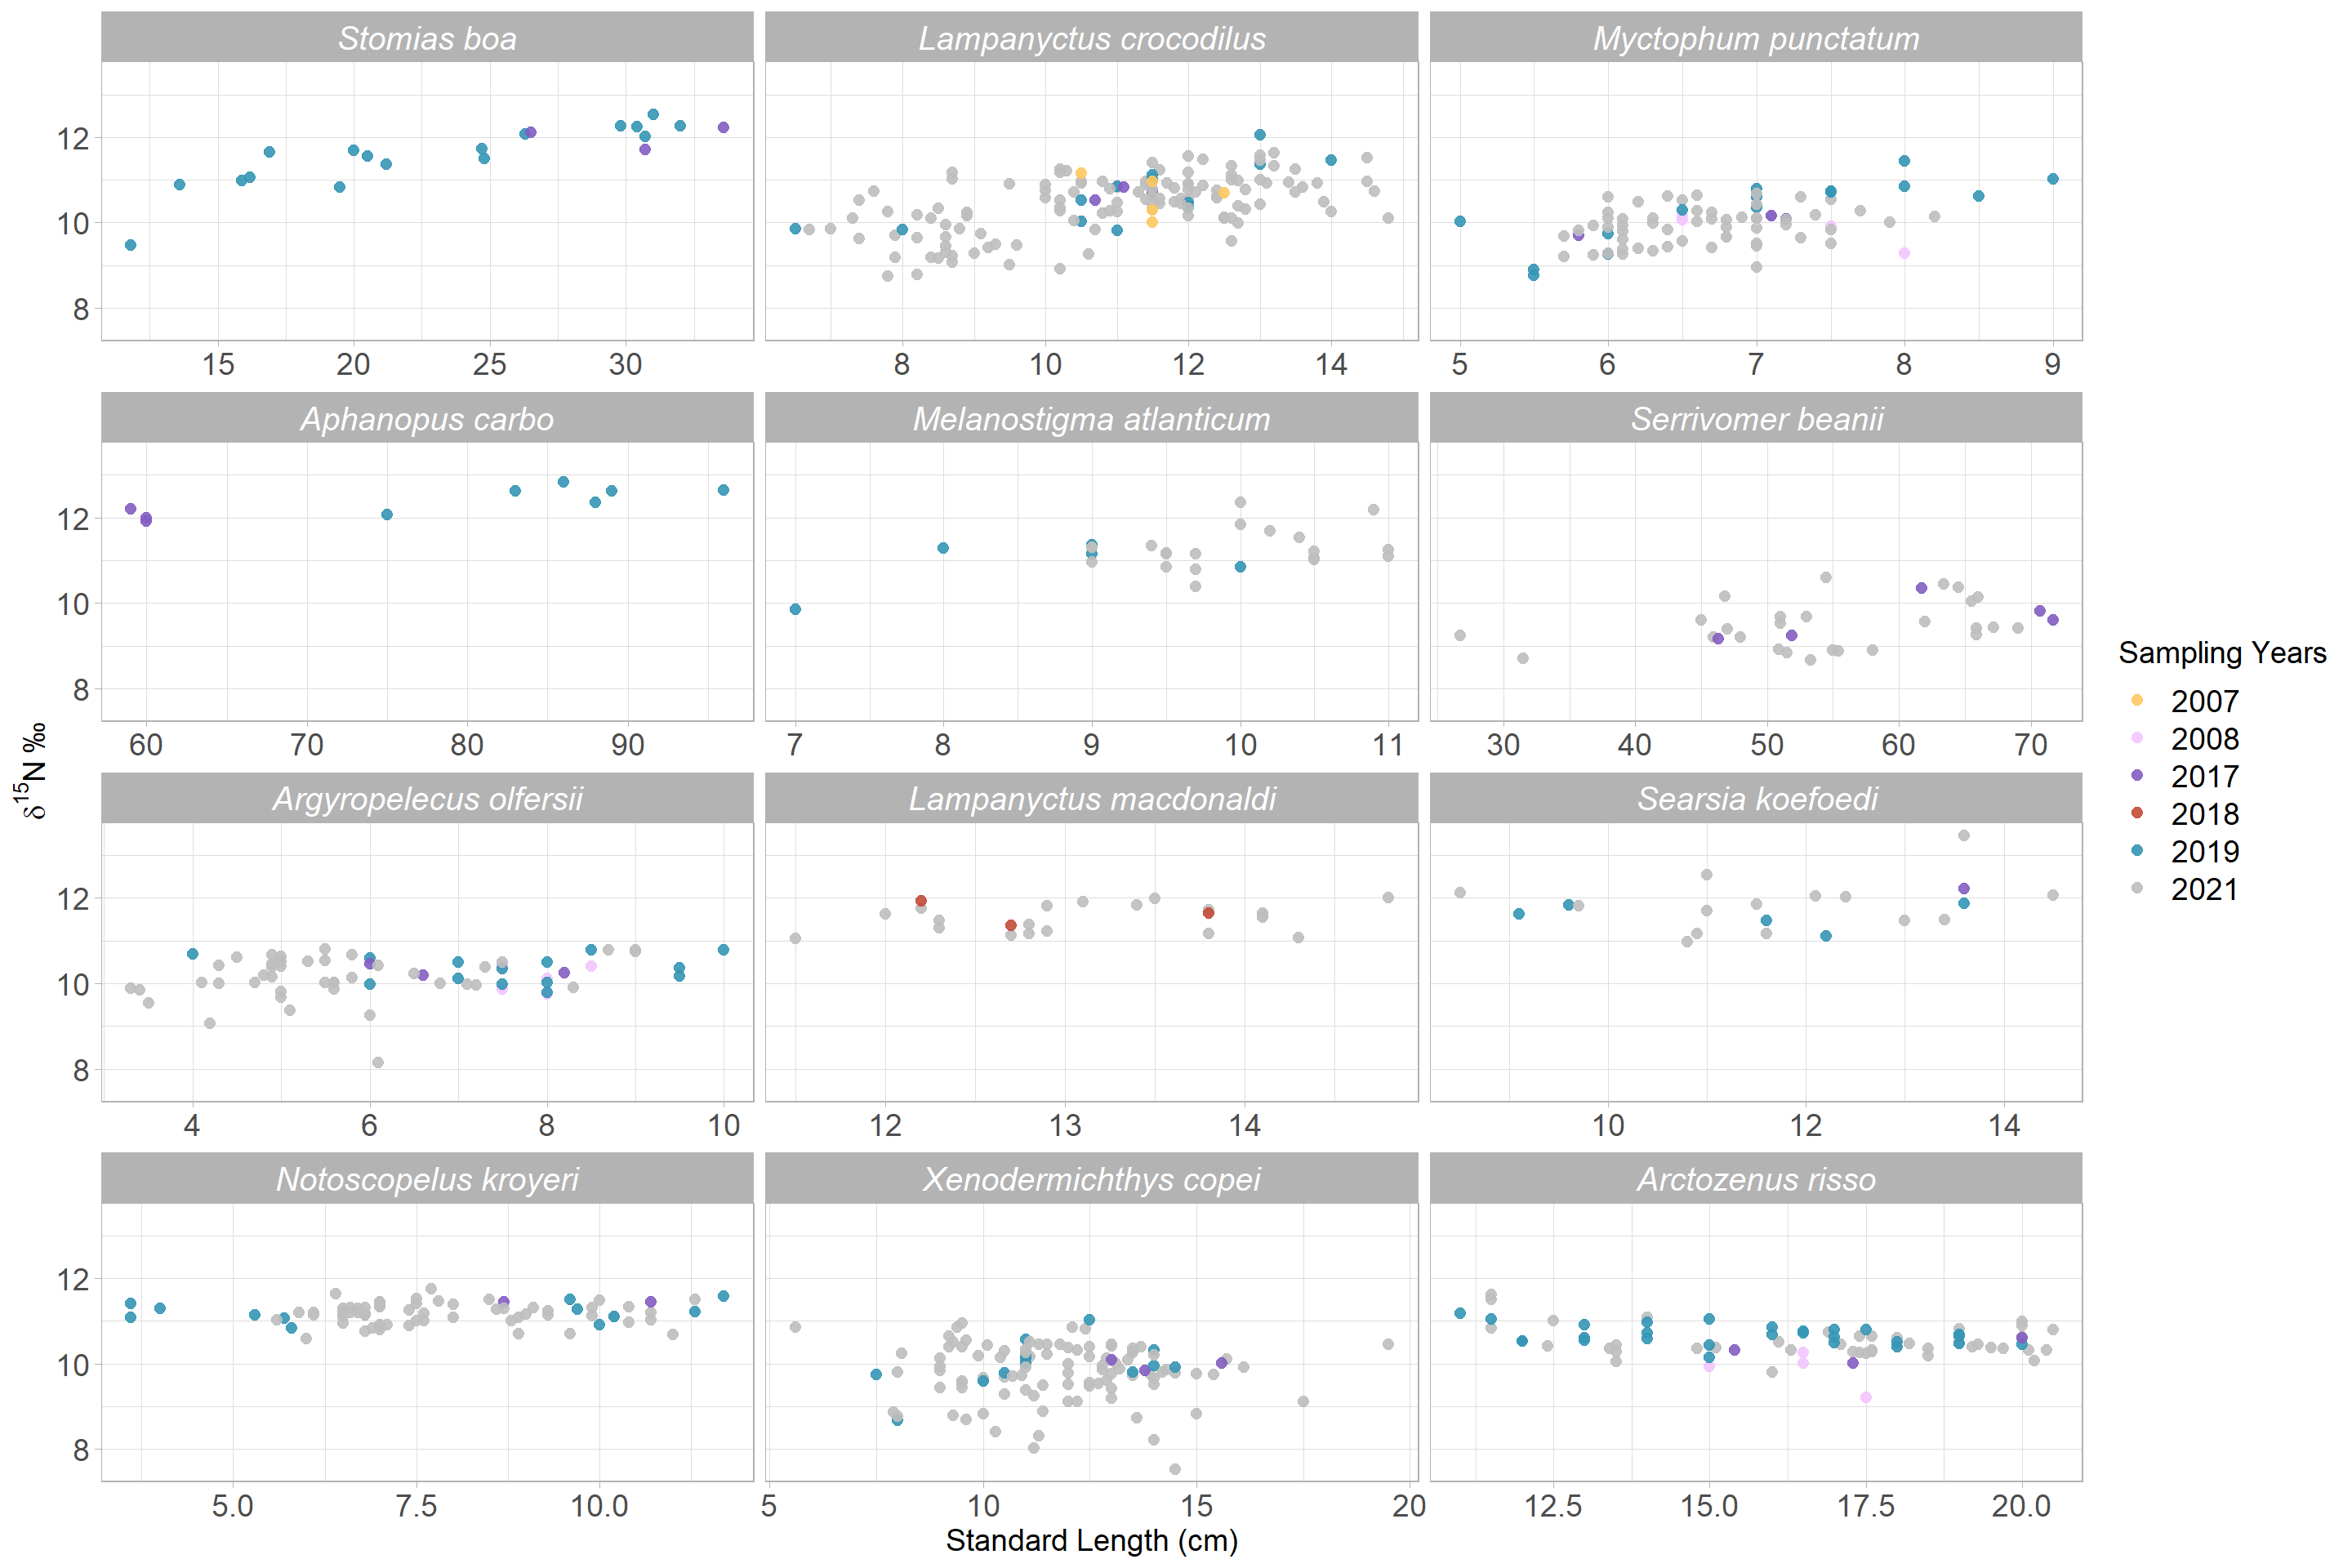 Stomias boa
Lampanyctus crocodilus
Myctophum punctatum
12
10
8
15 20 25 30
8 10 12 14
5 6 7 8 9
Aphanopus carbo
Melanostigma atlanticum
Serrivomer beanii
12
10
8
60 70 80 90
7 8 9 10 11
30 40 50 60 70
Argyropelecus olfersii
Lampanyctus macdonaldi
Searsia koefoedi
12
10
8
4 6 8 10
12 13 14
10 12 14
Notoscopelus kroyeri
Xenodermichthys copei
Arctozenus risso
12
10
8
5.0 7.5 10.0
5 10 15 20
12.5 15.0 17.5 20.0
Standard Length (cm)
δ¹⁵N ‰
Sampling Years
2007
2008
2017
2018
2019
2021